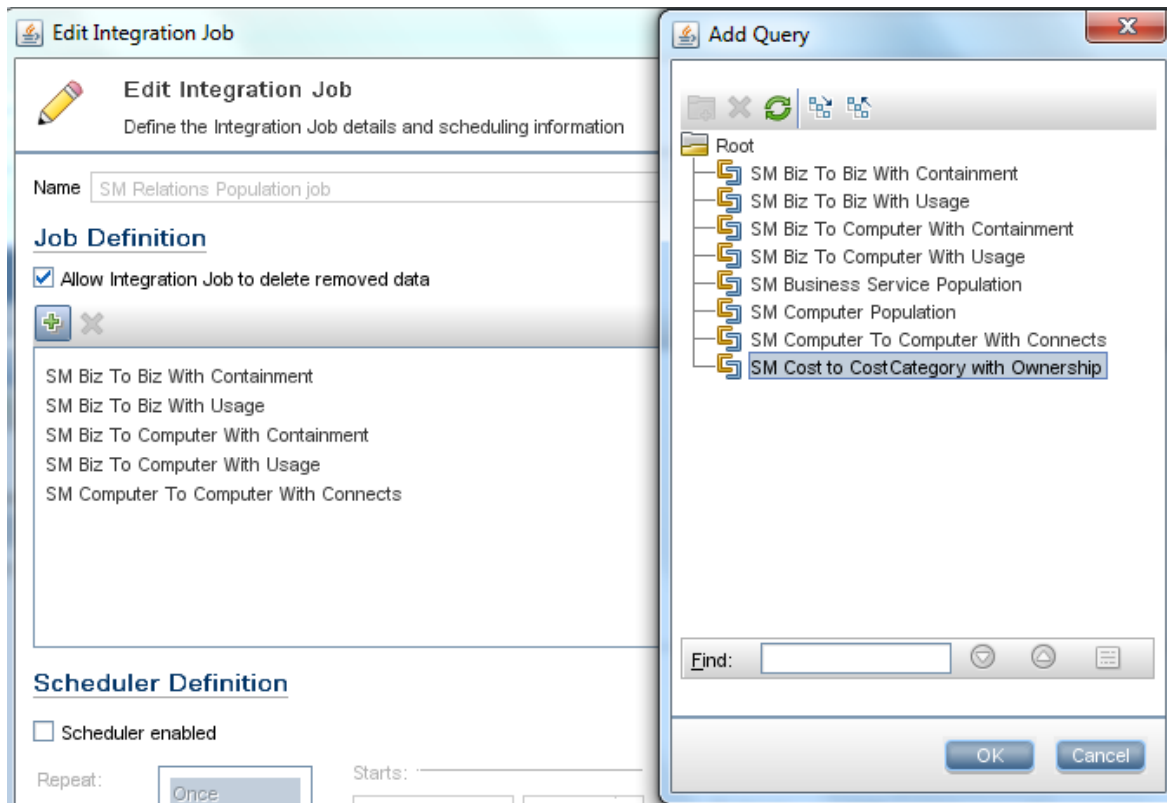 Edit Integration Job
Edit Integration Job
Define the Integration Job details and scheduling information
Name SM Relations Population job
Job Definition
Allow Integration Job to delete removed data
SM Biz To Biz With Containment
SM Biz To Biz With Usage
SM Biz To Computer With Containment
SM Biz To Computer With Usage
SM Computer To Computer With Connects
Scheduler Definition
Scheduler enabled
Repeat:
Once
Starts:
Add Query
Root
SM Biz To Biz With Containment
SM Biz To Biz With Usage
SM Biz To Computer With Containment
SM Biz To Computer With Usage
SM Business Service Population
SM Computer Population
SM Computer To Computer With Connects
SM Cost to CostCategory with Ownership
Find:
OK Cancel